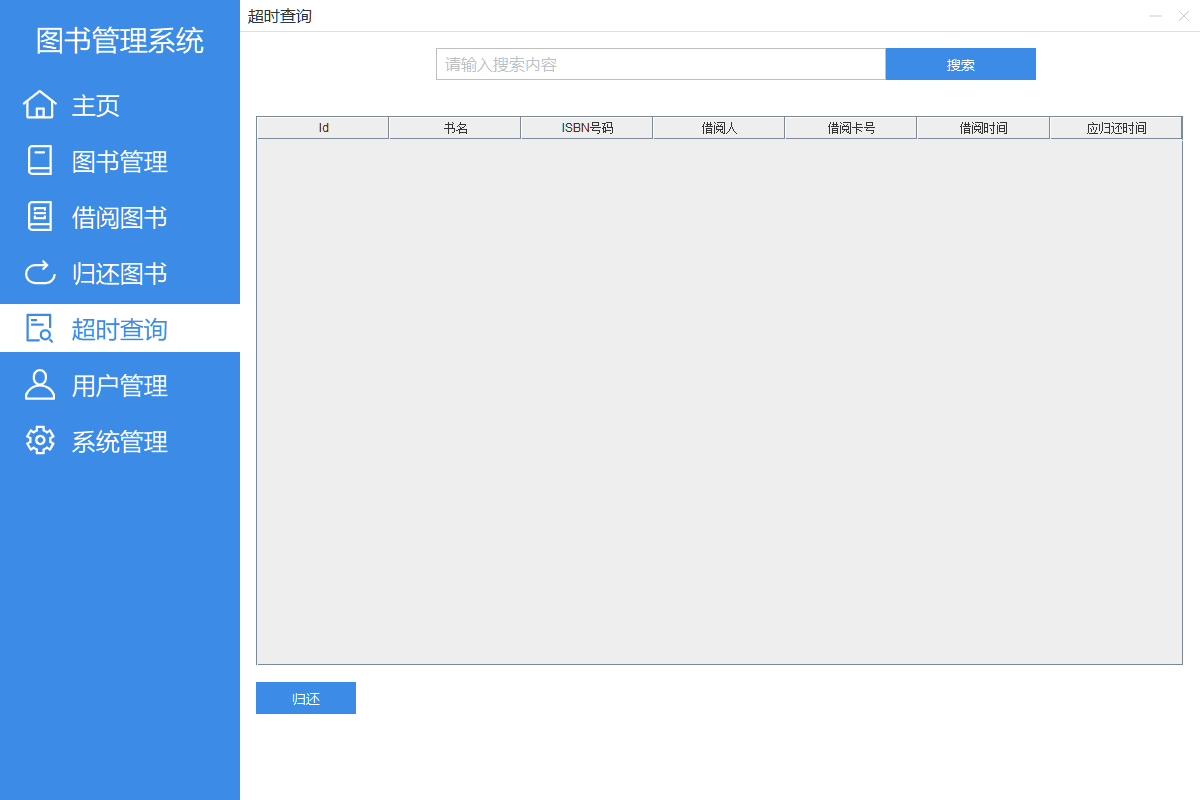 图书管理系统
主页
图书管理
借阅图书
归还图书
超时查询
用户管理
系统管理
超时查询
请输入搜索内容 搜索
Id 书名 ISBN号码 借阅人 借阅卡号 借阅时间 应归还时间
归还